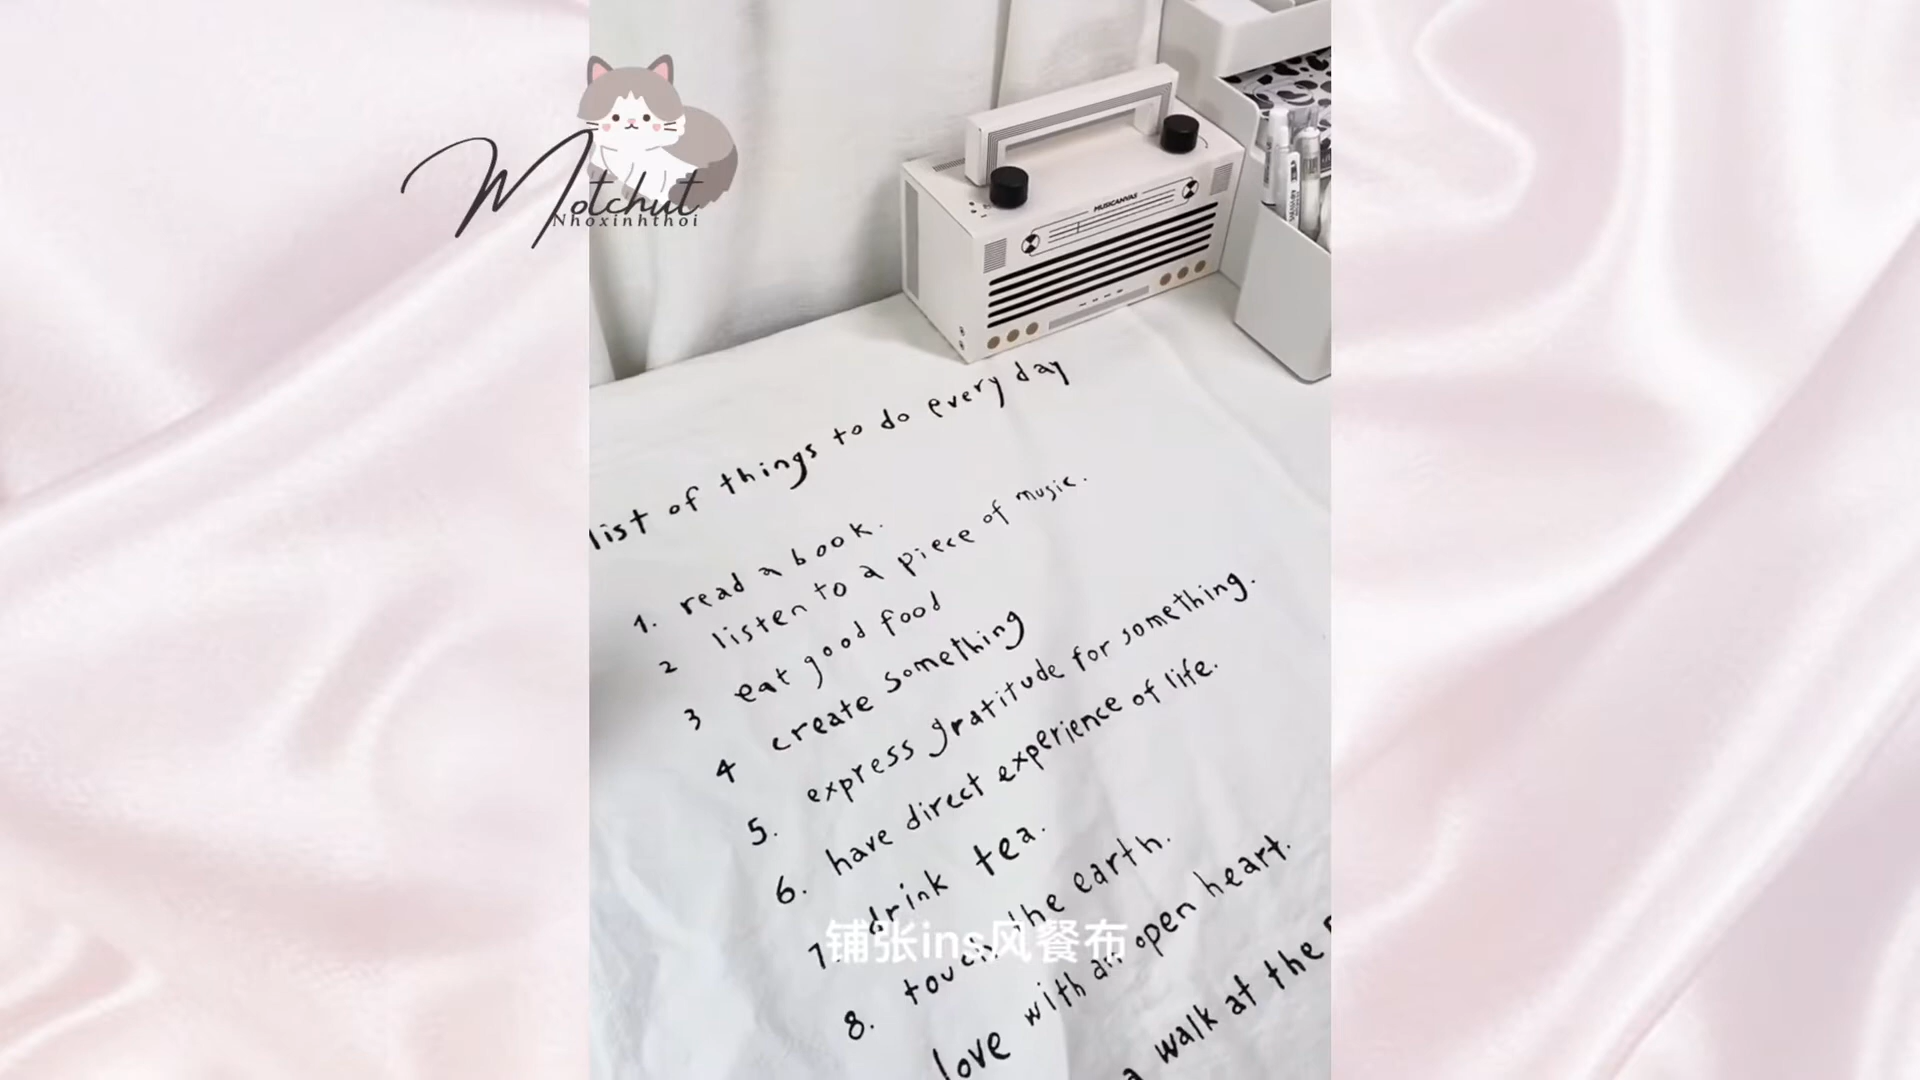 Motchut
Nhoxinhthoi
MUSICANVAS
list of things to do every day
1. read a book.
2 listen to a piece of music.
3 eat good food
4 create something
5. express gratitude for something.
6. have direct experience of life.
7. drink tea.
8. touch the earth.
love with an open heart.
a walk at the
铺张ins风餐布